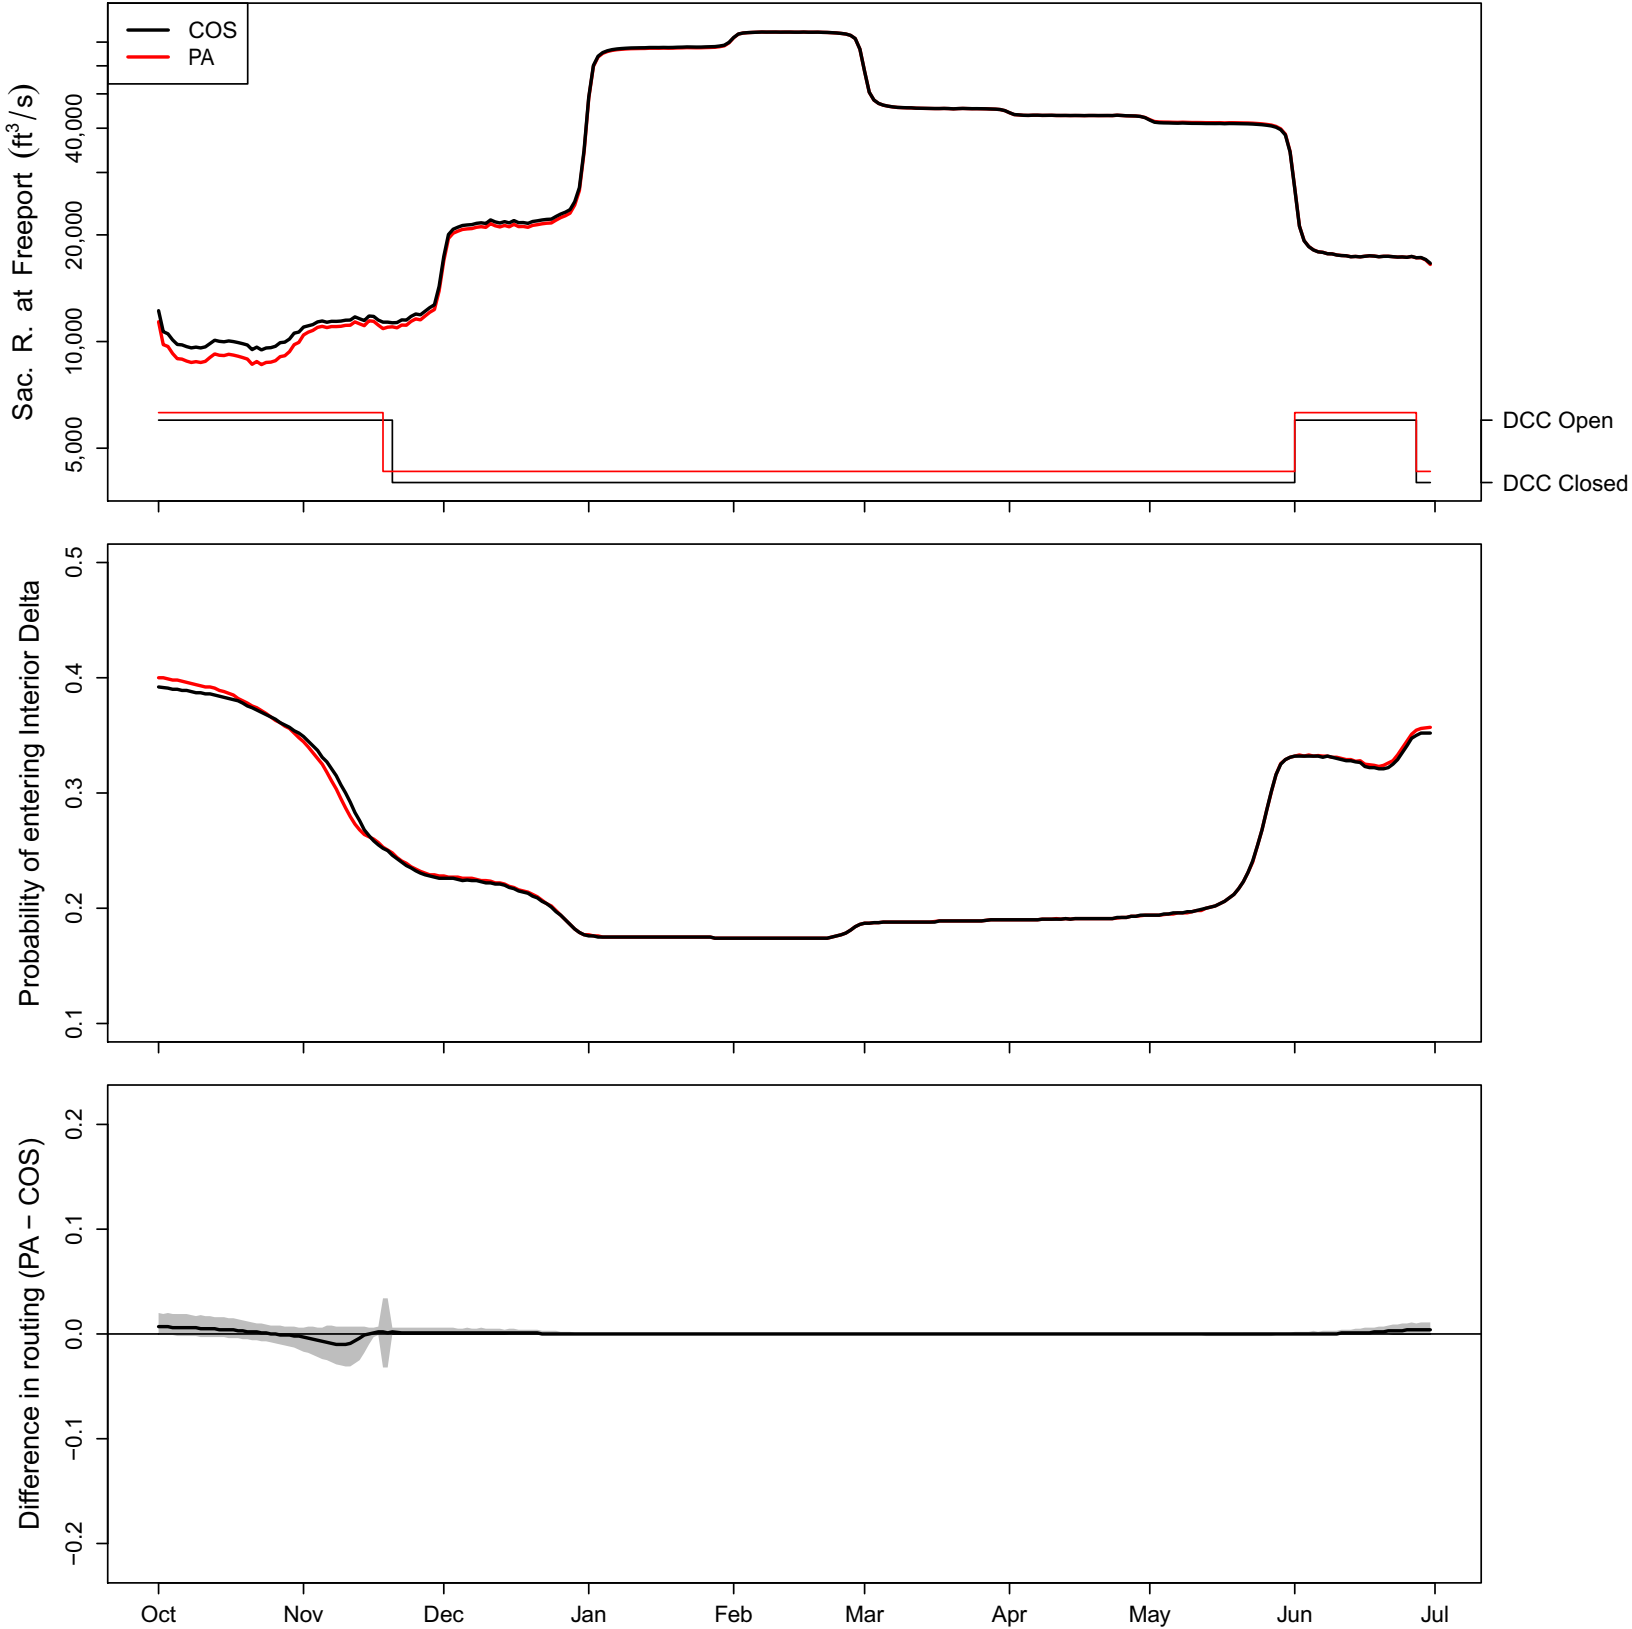 COS
PA
Sac. R. at Freeport (ft³/s)
40,000
20,000
10,000
5,000
DCC Open
DCC Closed
Probability of entering Interior Delta
0.5
0.4
0.3
0.2
0.1
Difference in routing (PA − COS)
0.2
0.1
0.0
−0.1
−0.2
Oct Nov Dec Jan Feb Mar Apr May Jun Jul